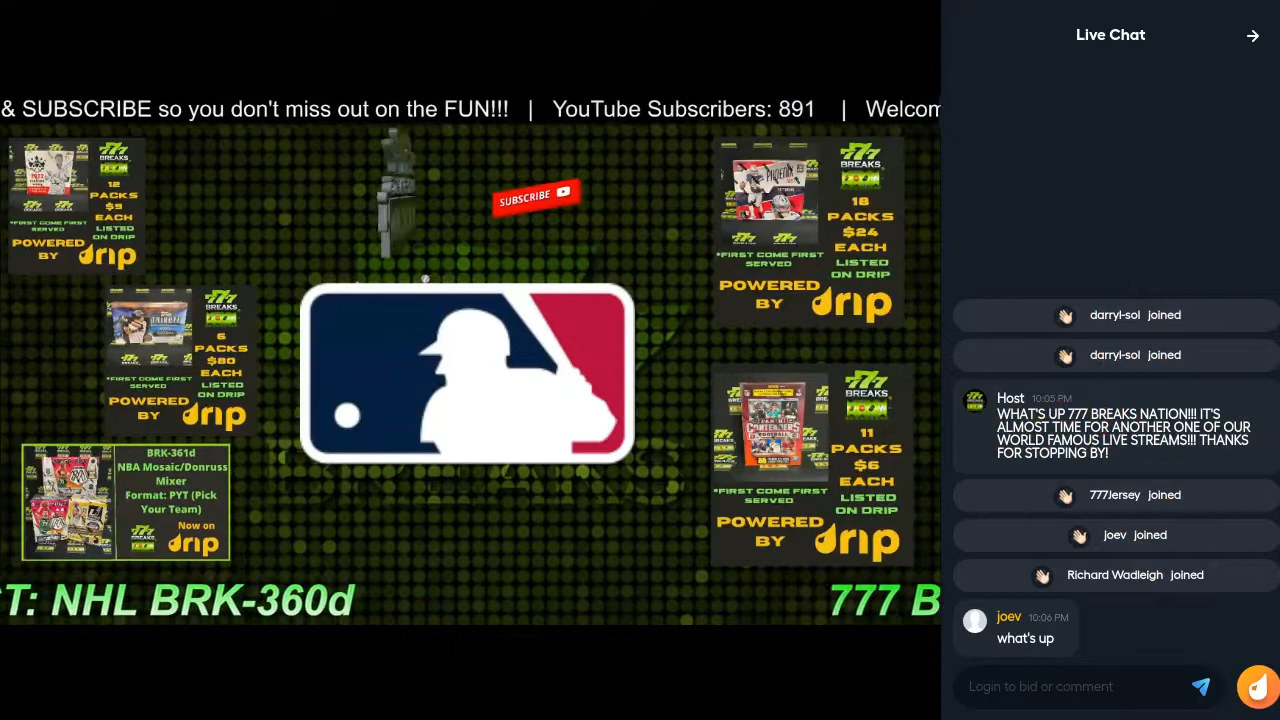 & SUBSCRIBE so you don't miss out on the FUN!!! | YouTube Subscribers: 891 | Welcom
777
BREAKS
12
PACKS
$9
EACH
LISTED
ON DRIP
*FIRST COME FIRST
SERVED
POWERED
BY
drip
SUBSCRIBE
777
BREAKS
18
PACKS
$24
EACH
LISTED
ON DRIP
*FIRST COME FIRST
SERVED
POWERED
BY
drip
777
BREAKS
6
PACKS
$80
EACH
LISTED
ON DRIP
*FIRST COME FIRST
SERVED
POWERED
BY
drip
777
BREAKS
CONTENDERS
11
PACKS
$6
EACH
LISTED
ON DRIP
*FIRST COME FIRST
SERVED
POWERED
BY
drip
BRK-361d
NBA Mosaic/Donruss
Mixer
Format: PYT (Pick
Your Team)
Now on
drip
T: NHL BRK-360d
777 B
Live Chat
darryl-sol joined
darryl-sol joined
Host 10:05 PM
WHAT'S UP 777 BREAKS NATION!!! IT'S
ALMOST TIME FOR ANOTHER ONE OF OUR
WORLD FAMOUS LIVE STREAMS!!! THANKS
FOR STOPPING BY!
777Jersey joined
joev joined
Richard Wadleigh joined
joev 10:06 PM
what's up
Login to bid or comment